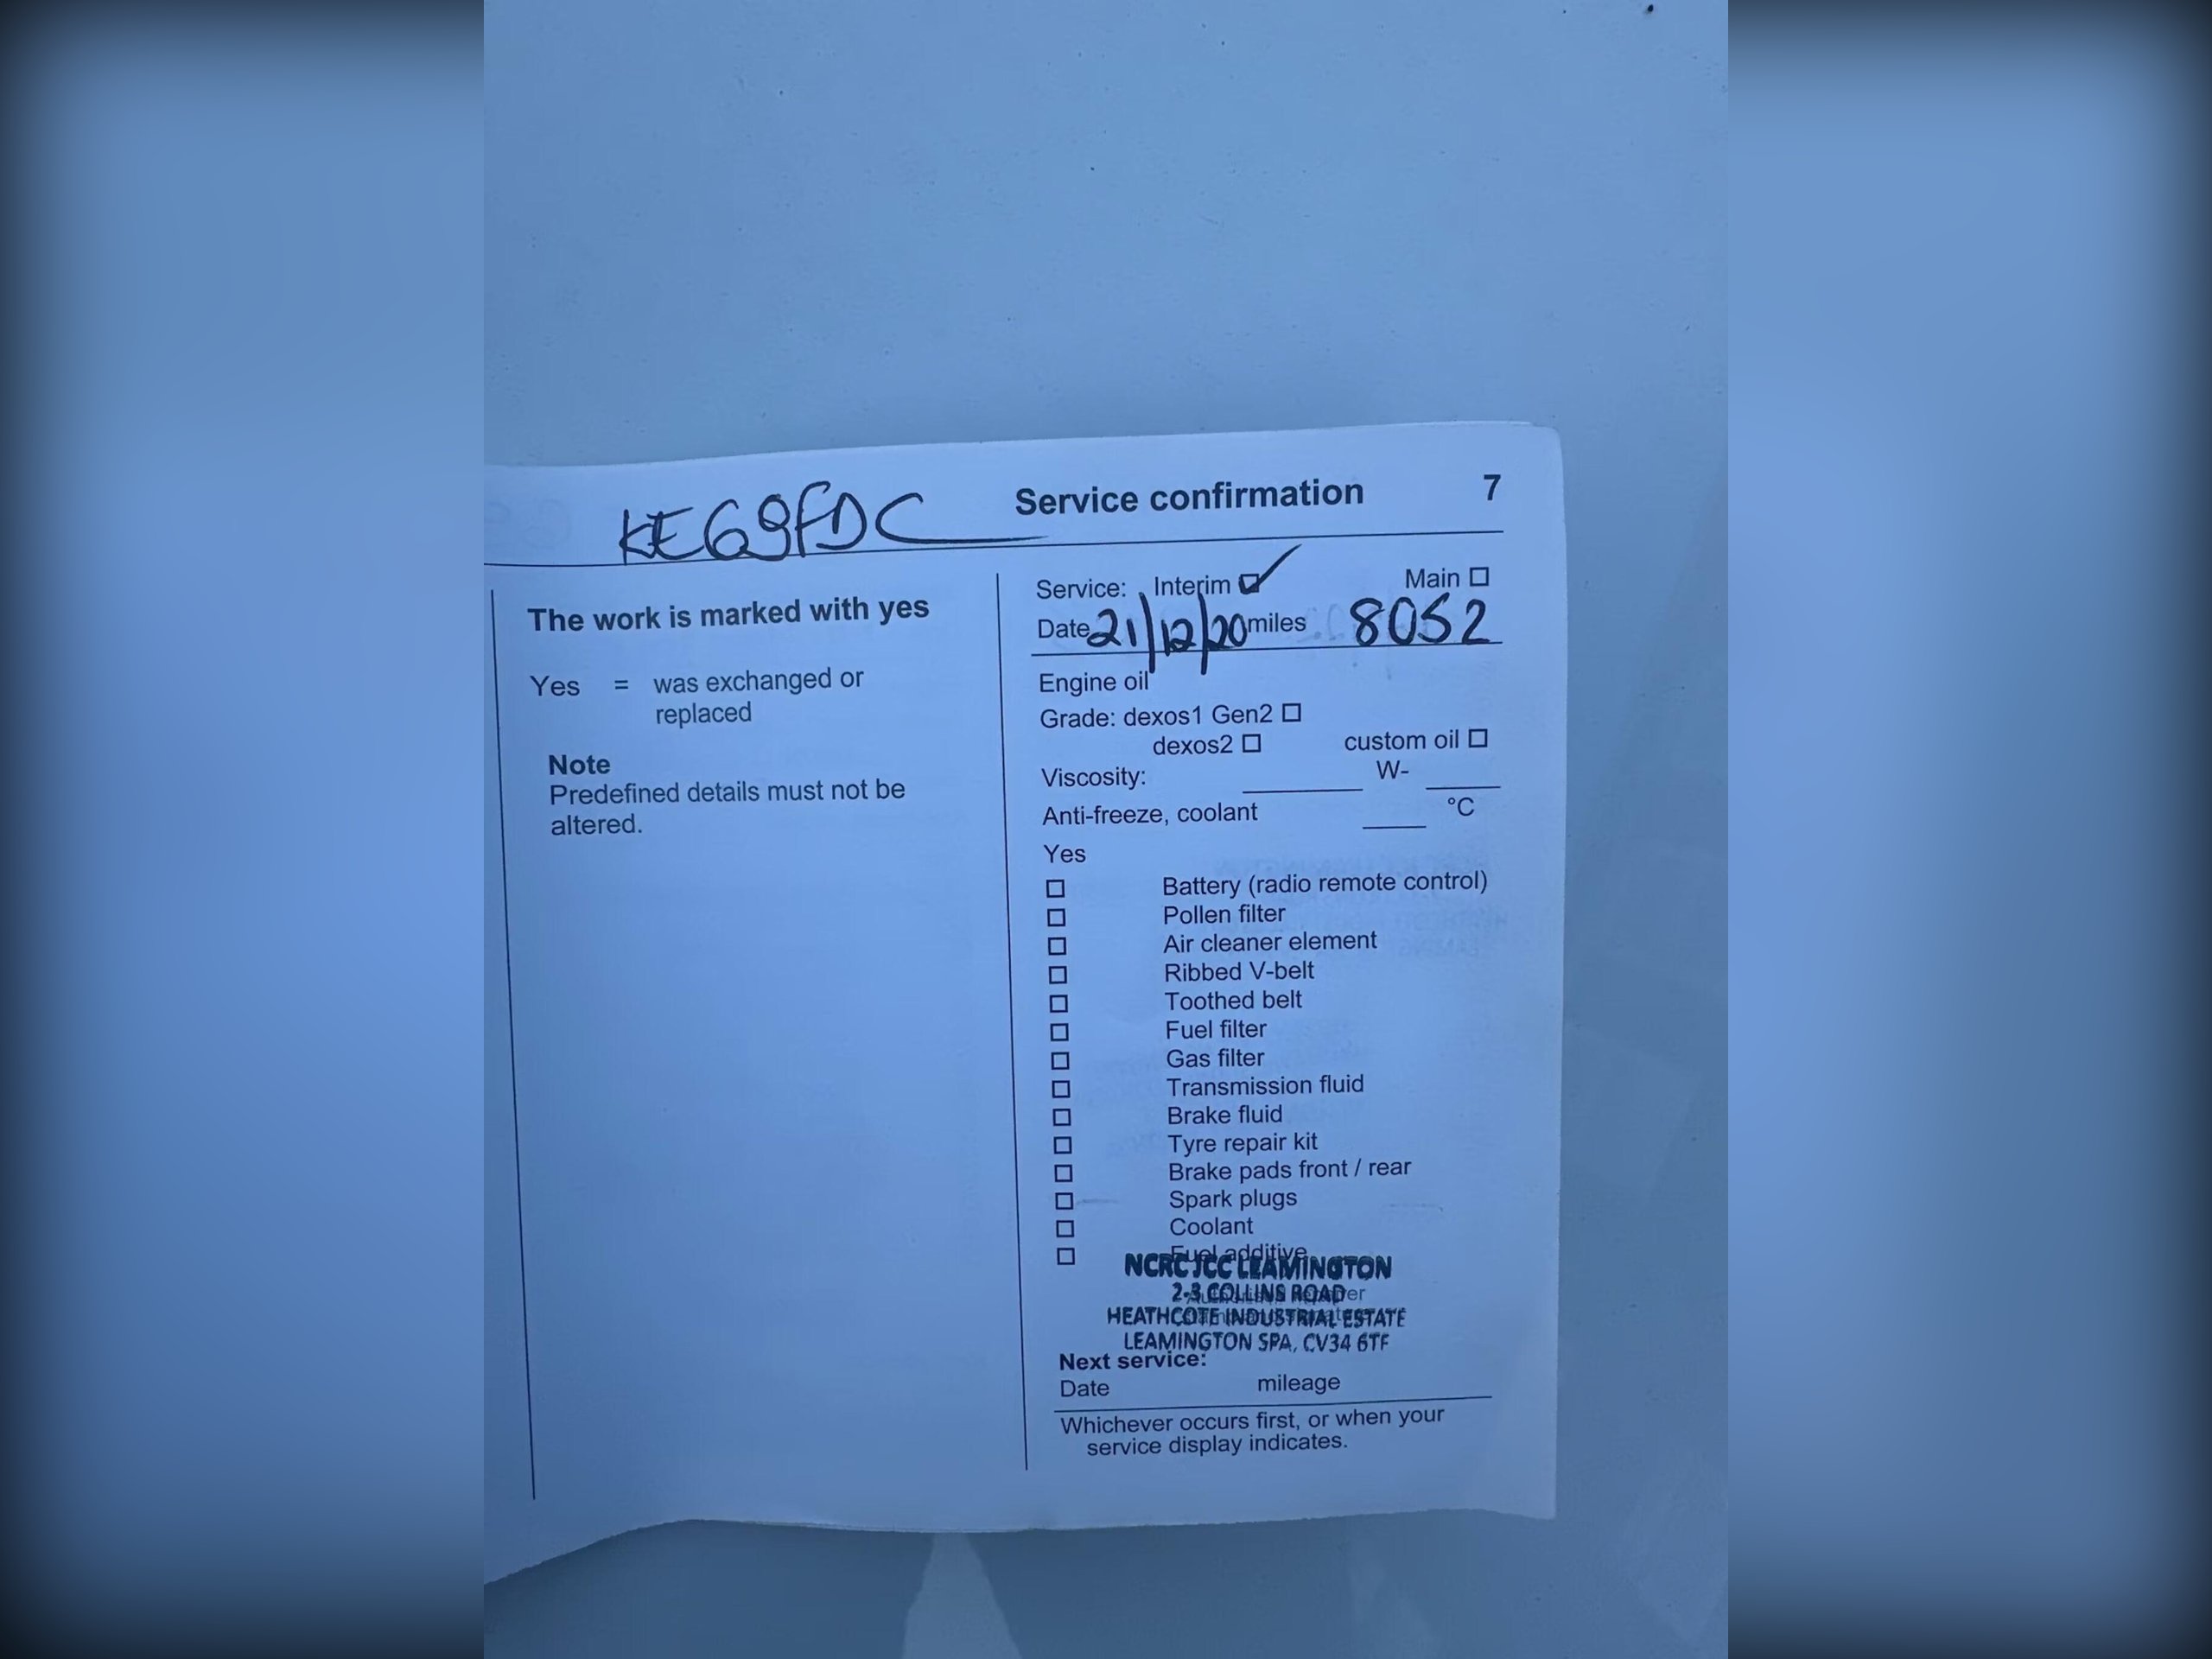 KE69FDC
Service confirmation 7
The work is marked with yes
Yes = was exchanged or
replaced
Note
Predefined details must not be
altered.
Service: Interim Main
Date 21/12/20 miles 8052
Engine oil
Grade: dexos1 Gen2
dexos2 custom oil
Viscosity: W-
Anti-freeze, coolant °C
Yes
Battery (radio remote control)
Pollen filter
Air cleaner element
Ribbed V-belt
Toothed belt
Fuel filter
Gas filter
Transmission fluid
Brake fluid
Tyre repair kit
Brake pads front / rear
Spark plugs
Coolant
Fuel additive
NCRC JCC LEAMINGTON
2-3 COLLINS ROAD
HEATHCOTE INDUSTRIAL ESTATE
LEAMINGTON SPA, CV34 6TF
Next service:
Date mileage
Whichever occurs first, or when your
service display indicates.